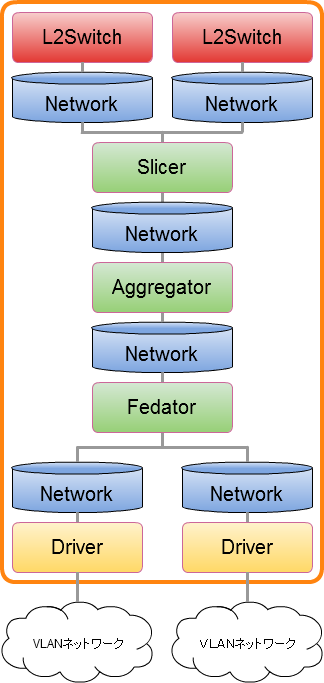 L2Switch
L2Switch
Network
Network
Slicer
Network
Aggregator
Network
Fedator
Network
Network
Driver
Driver
VLANネットワーク
VLANネットワーク